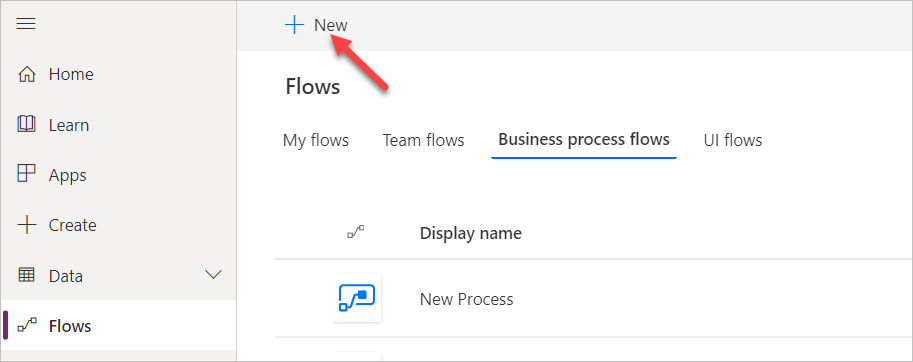 New
Home
Learn
Apps
Create
Data
Flows
Flows
My flows Team flows Business process flows UI flows
Display name
New Process